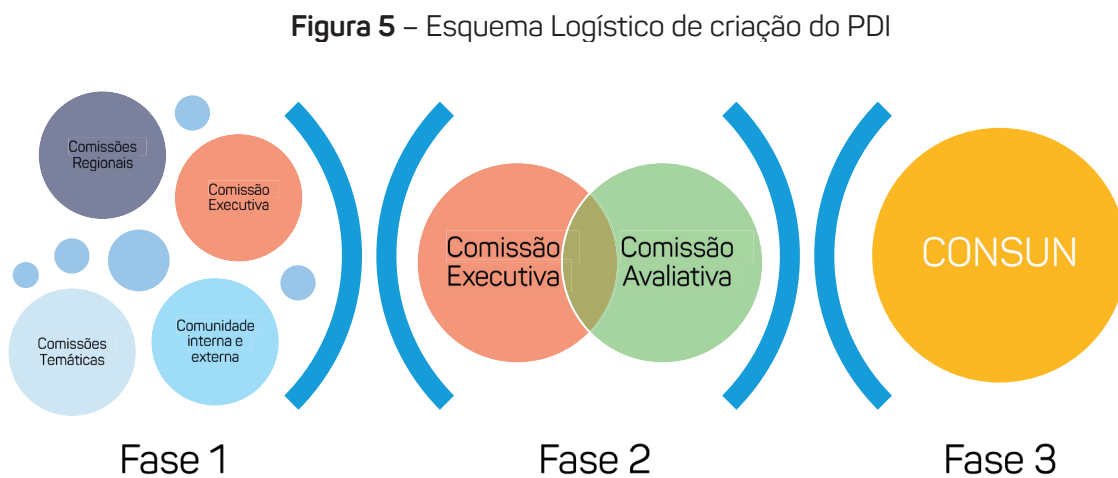 Figura 5 – Esquema Logístico de criação do PDI
Comissões
Regionais
Comissão
Executiva
Comissões
Temáticas
Comunidade
interna e
externa
Comissão
Executiva
Comissão
Avaliativa
CONSUN
Fase 1
Fase 2
Fase 3